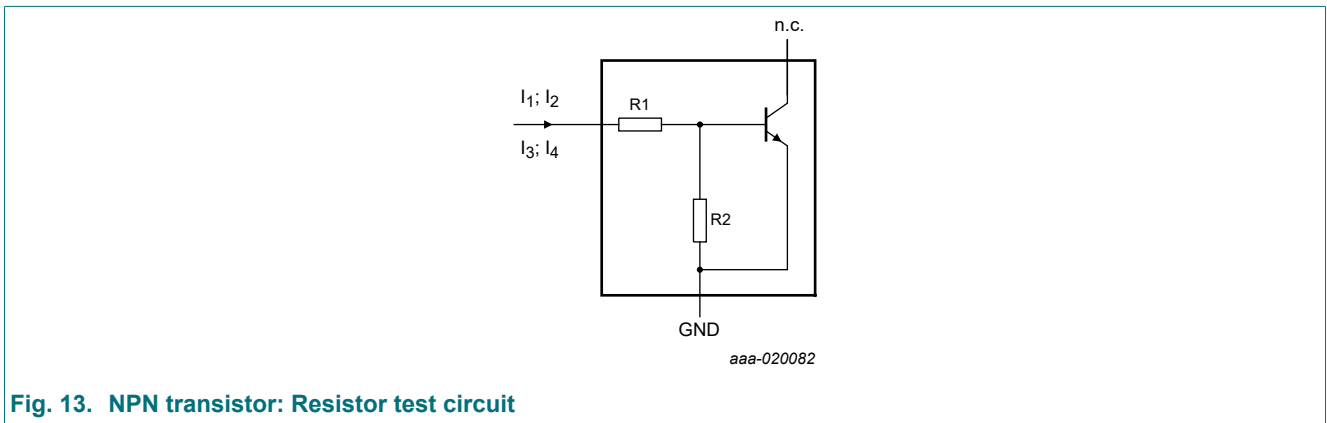 n.c.
I1; I2
R1
I3; I4
R2
GND
aaa-020082
Fig. 13. NPN transistor: Resistor test circuit